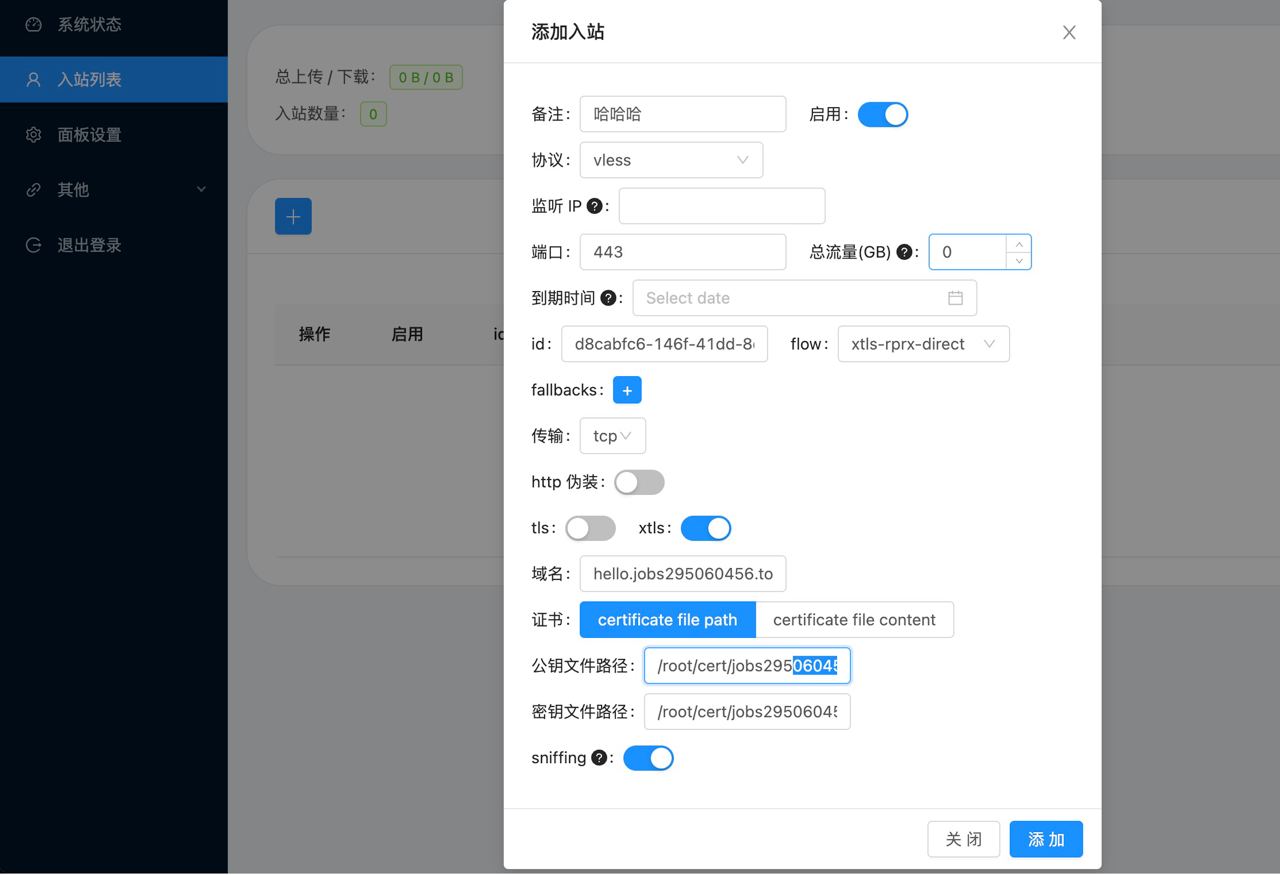 系统状态
入站列表
面板设置
其他
退出登录
总上传 / 下载： 0 B / 0 B
入站数量： 0
操作 启用 id
添加入站
备注： 哈哈哈 启用：
协议： vless
监听 IP ?：
端口： 443 总流量(GB) ?： 0
到期时间 ?： Select date
id： d8cabfc6-146f-41dd-8 flow： xtls-rprx-direct
fallbacks： +
传输： tcp
http 伪装：
tls： xtls：
域名： hello.jobs295060456.to
证书： certificate file path certificate file content
公钥文件路径： /root/cert/jobs29506045
密钥文件路径： /root/cert/jobs29506045
sniffing ?：
关 闭 添 加